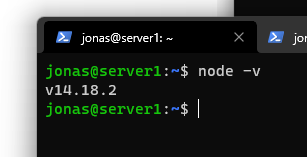 jonas@server1: ~
jonas@server1:~$ node -v
v14.18.2
jonas@server1:~$